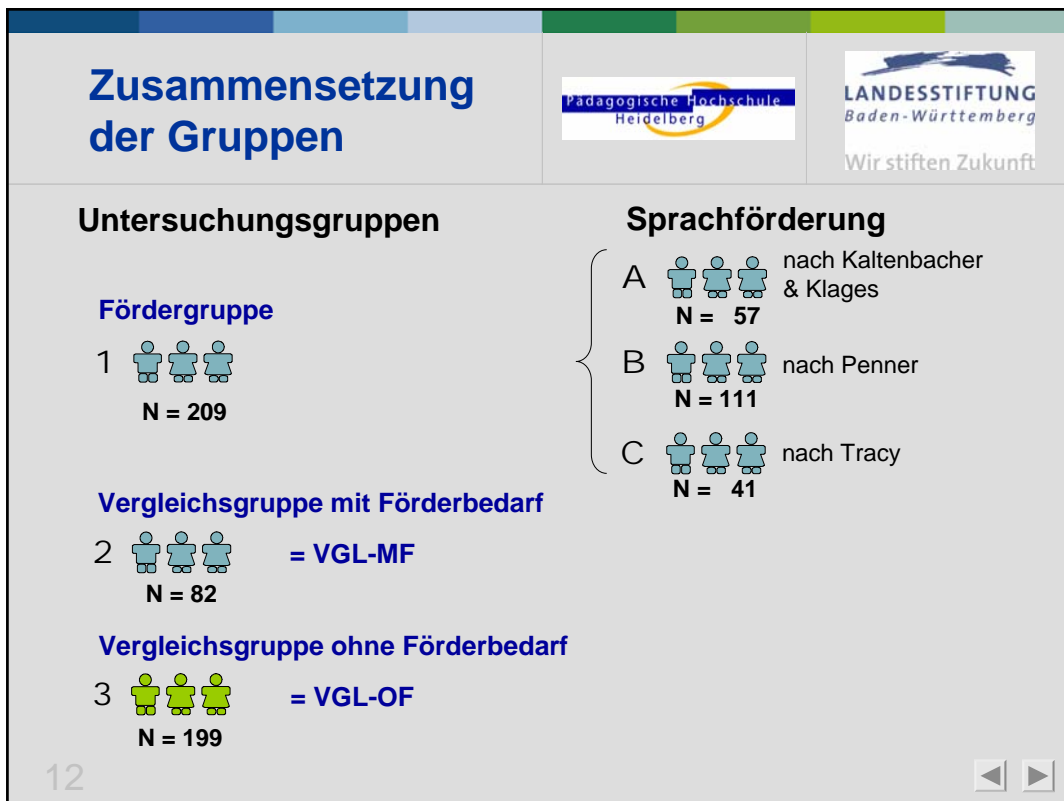 Zusammensetzung
der Gruppen
Pädagogische Hochschule
Heidelberg
LANDESSTIFTUNG
Baden-Württemberg
Wir stiften Zukunft
Untersuchungsgruppen
Fördergruppe
1
N = 209
Vergleichsgruppe mit Förderbedarf
2 = VGL-MF
N = 82
Vergleichsgruppe ohne Förderbedarf
3 = VGL-OF
N = 199
Sprachförderung
A nach Kaltenbacher
& Klages
N = 57
B nach Penner
N = 111
C nach Tracy
N = 41
12